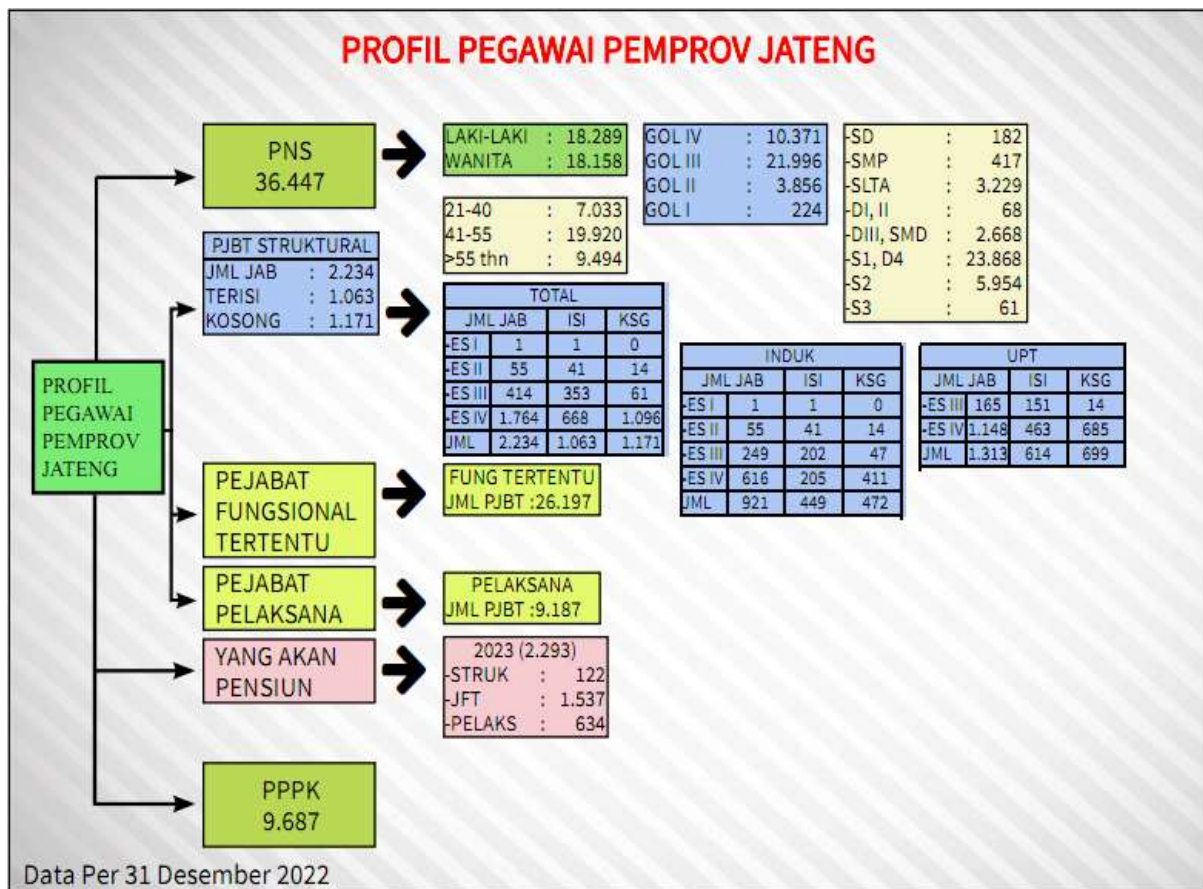 PROFIL PEGAWAI PEMPROV JATENG
PROFIL
PEGAWAI
PEMPROV
JATENG
PNS
36.447
LAKI-LAKI : 18.289
WANITA : 18.158
21-40 : 7.033
41-55 : 19.920
>55 thn : 9.494
GOL IV : 10.371
GOL III : 21.996
GOL II : 3.856
GOL I : 224
-SD : 182
-SMP : 417
-SLTA : 3.229
-DI, II : 68
-DIII, SMD : 2.668
-S1, D4 : 23.868
-S2 : 5.954
-S3 : 61
PJBT STRUKTURAL
JML JAB : 2.234
TERISI : 1.063
KOSONG : 1.171
TOTAL
JML JAB ISI KSG
-ES I 1 1 0
-ES II 55 41 14
-ES III 414 353 61
-ES IV 1.764 668 1.096
JML 2.234 1.063 1.171
INDUK
JML JAB ISI KSG
-ES I 1 1 0
-ES II 55 41 14
-ES III 249 202 47
-ES IV 616 205 411
JML 921 449 472
UPT
JML JAB ISI KSG
-ES III 165 151 14
-ES IV 1.148 463 685
JML 1.313 614 699
PEJABAT
FUNGSIONAL
TERTENTU
FUNG TERTENTU
JML PJBT :26.197
PEJABAT
PELAKSANA
PELAKSANA
JML PJBT :9.187
YANG AKAN
PENSIUN
2023 (2.293)
-STRUK : 122
-JFT : 1.537
-PELAKS : 634
PPPK
9.687
Data Per 31 Desember 2022